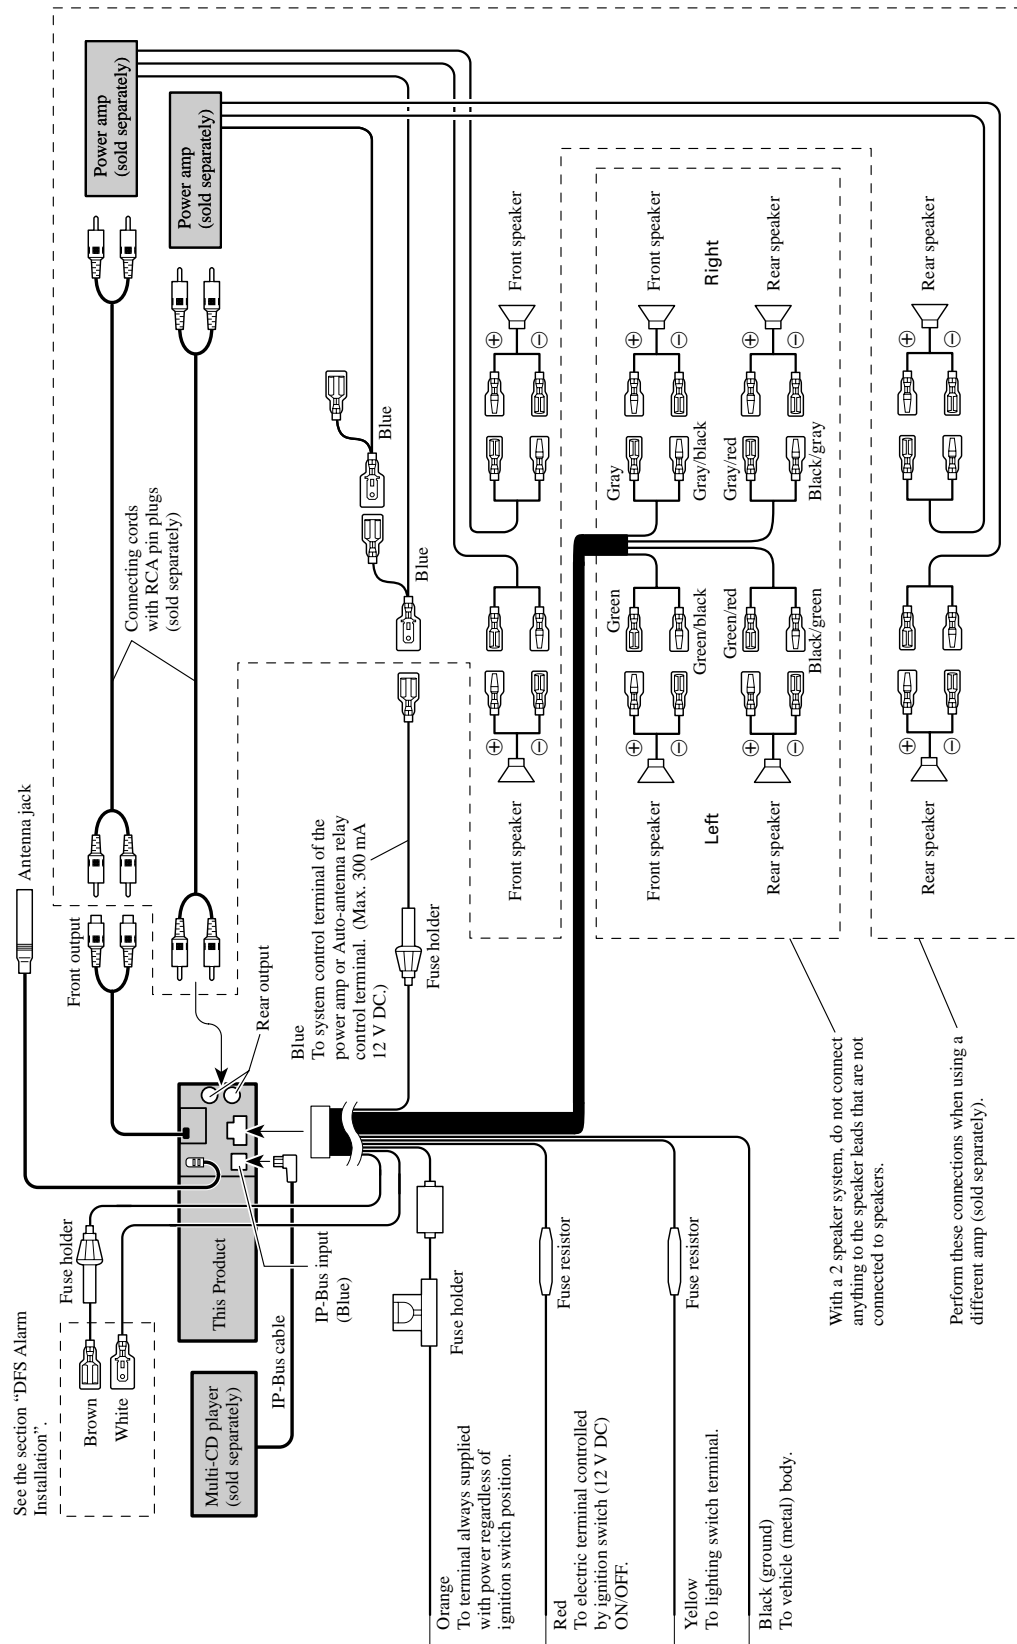 See the section “DFS Alarm
Installation”.
Brown
White
Fuse holder
Multi-CD player
(sold separately)
This Product
IP-Bus cable
IP-Bus input
(Blue)
Antenna jack
Front output
Rear output
Connecting cords
with RCA pin plugs
(sold separately)
Power amp
(sold separately)
Power amp
(sold separately)
Blue
To system control terminal of the
power amp or Auto-antenna relay
control terminal. (Max. 300 mA
12 V DC.)
Fuse holder
Blue
Blue
Orange
To terminal always supplied
with power regardless of
ignition switch position.
Fuse holder
Red
To electric terminal controlled
by ignition switch (12 V DC)
ON/OFF.
Fuse resistor
Yellow
To lighting switch terminal.
Fuse resistor
Black (ground)
To vehicle (metal) body.
Front speaker
+
−
+
−
Front speaker
Front speaker
+
−
Green
Green/black
Gray
Gray/black
+
−
Front speaker
Left
Right
Rear speaker
+
−
Green/red
Black/green
Gray/red
Black/gray
+
−
Rear speaker
Rear speaker
+
−
+
−
Rear speaker
With a 2 speaker system, do not connect
anything to the speaker leads that are not
connected to speakers.
Perform these connections when using a
different amp (sold separately).